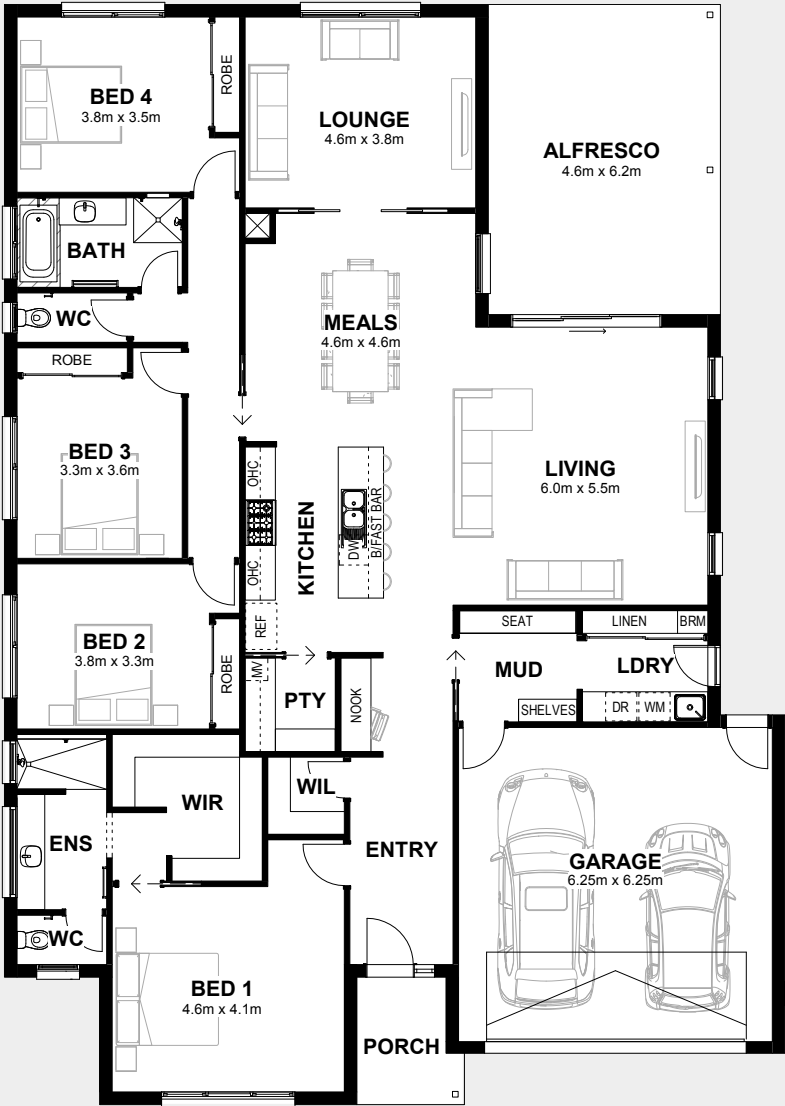 BED 4
3.8m x 3.5m
ROBE
LOUNGE
4.6m x 3.8m
ALFRESCO
4.6m x 6.2m
BATH
WC
MEALS
4.6m x 4.6m
ROBE
BED 3
3.3m x 3.6m
LIVING
6.0m x 5.5m
OHC
KITCHEN
DW
B/FAST BAR
OHC
REF
BED 2
3.8m x 3.3m
ROBE
SEAT
LINEN
BRM
MUD
LDRY
MV
PTY
NOOK
SHELVES
DR
WM
WIR
WIL
ENS
ENTRY
GARAGE
6.25m x 6.25m
WC
BED 1
4.6m x 4.1m
PORCH